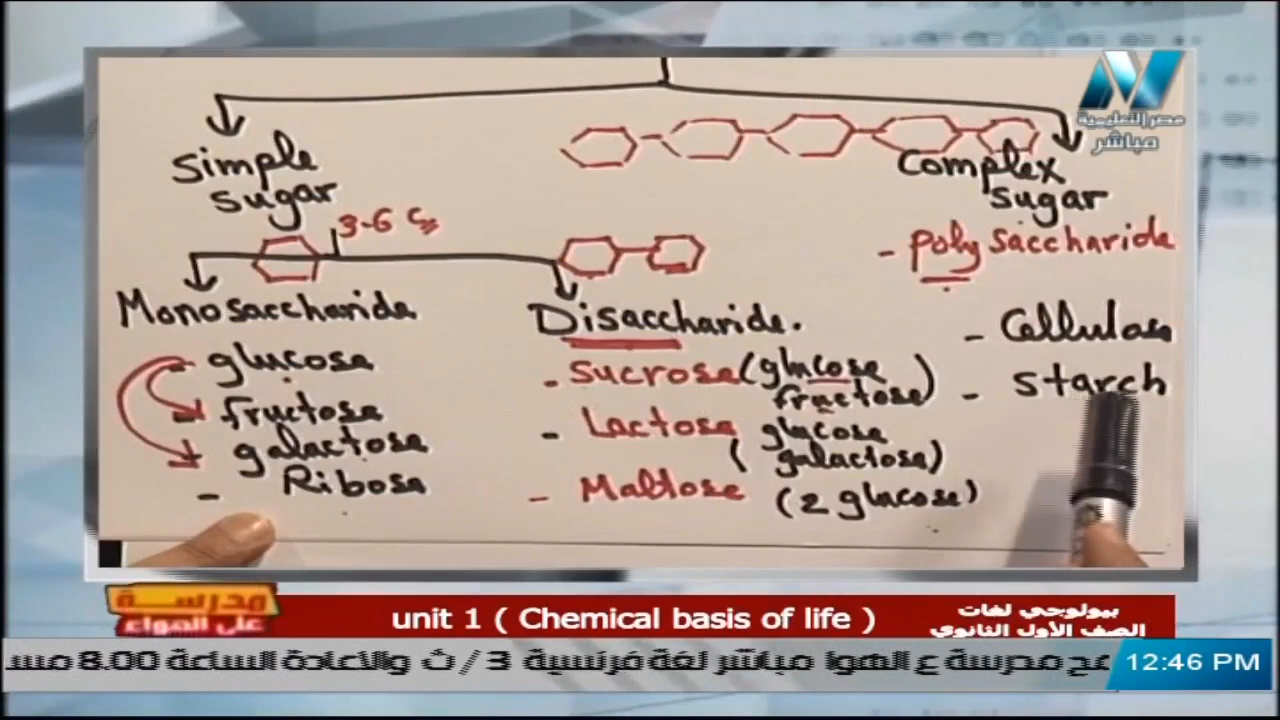 مصر التعليمية
مباشر
Simple
sugar
3-6 C
Complex
sugar
- poly saccharide
Monosaccharide
Disaccharide.
- Cellulose
glucose
- Sucrose (glucose
fructose)
- starch
- fructose
- Lactose glucose
+ galactose
( galactose)
- Ribose
- Maltose (2 glucose)
مدرسة
على الهواء
unit 1 ( Chemical basis of life )
بيولوجي لغات
الصف الأول الثانوي
مج مدرسة ع الهوا مباشر لغة فرنسية 3/ث والاعادة الساعة 8.00 مس
12:46 PM